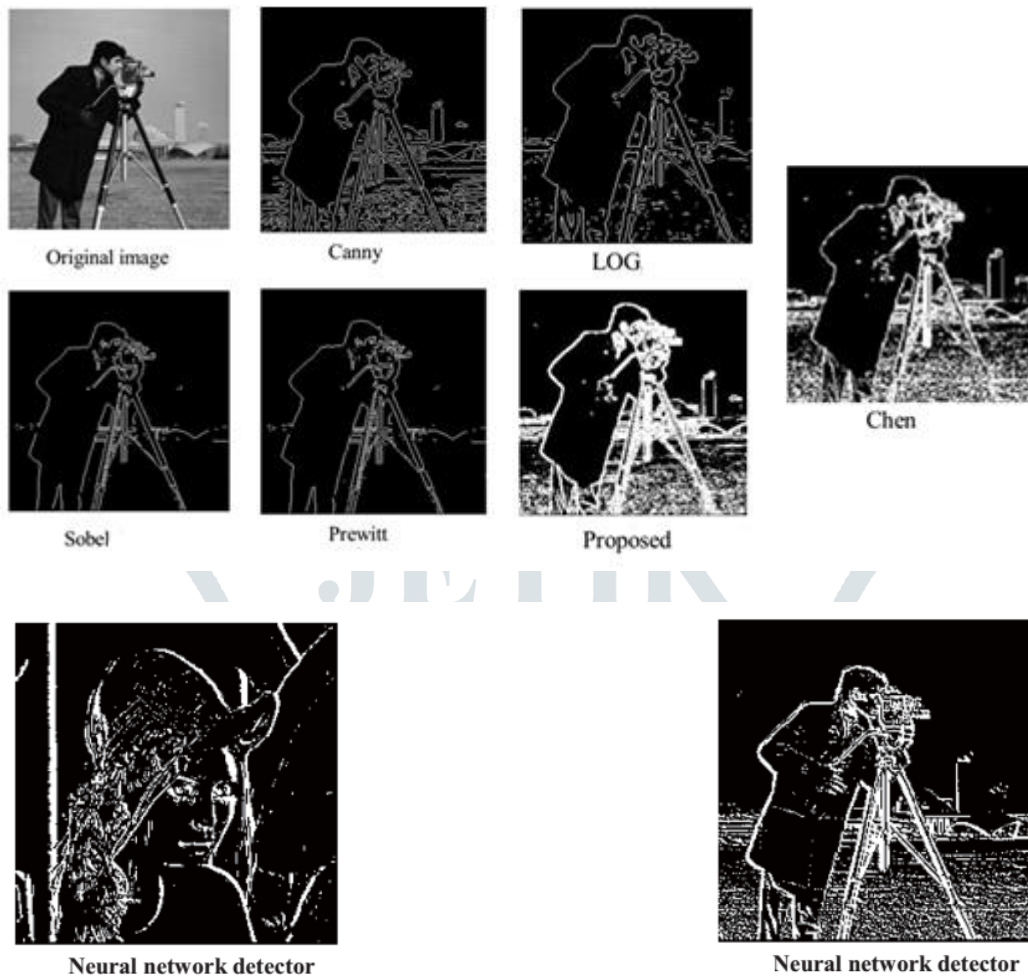 Original image
Canny
LOG
Chen
Sobel
Prewitt
Proposed
Neural network detector
Neural network detector